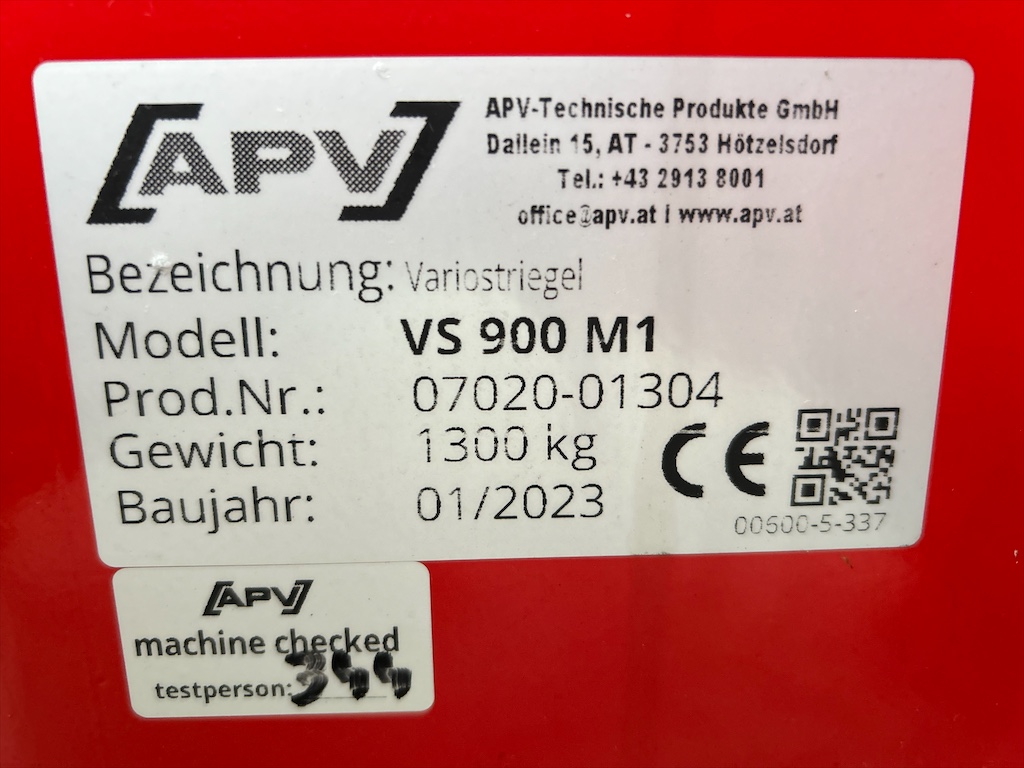 [APV]
APV-Technische Produkte GmbH
Dallein 15, AT - 3753 Hötzelsdorf
Tel.: +43 2913 8001
office@apv.at | www.apv.at
Bezeichnung: Variostriegel
Modell: VS 900 M1
Prod.Nr.: 07020-01304
Gewicht: 1300 kg
Baujahr: 01/2023
CE
00600-5-337
[APV]
machine checked
testperson: 344